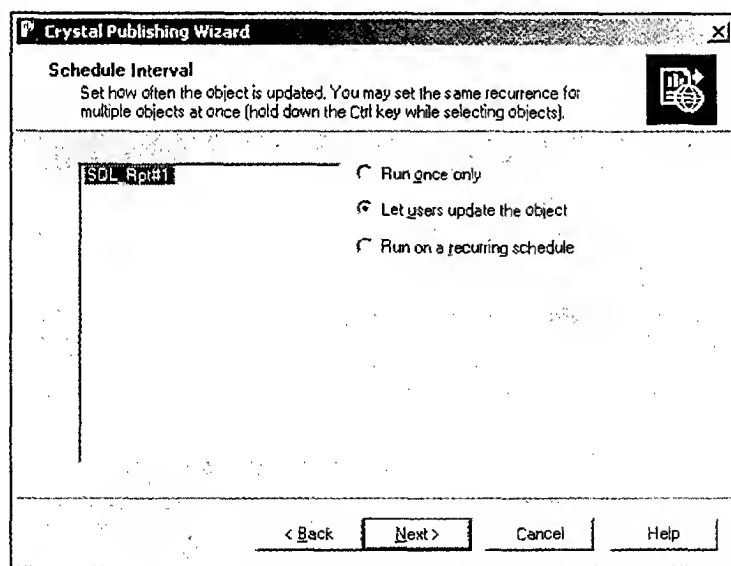 Crystal Publishing Wizard
Schedule Interval
Set how often the object is updated. You may set the same recurrence for
multiple objects at once (hold down the Ctrl key while selecting objects).
SQL_Rpt#1
Run once only
Let users update the object
Run on a recurring schedule
< Back Next > Cancel Help